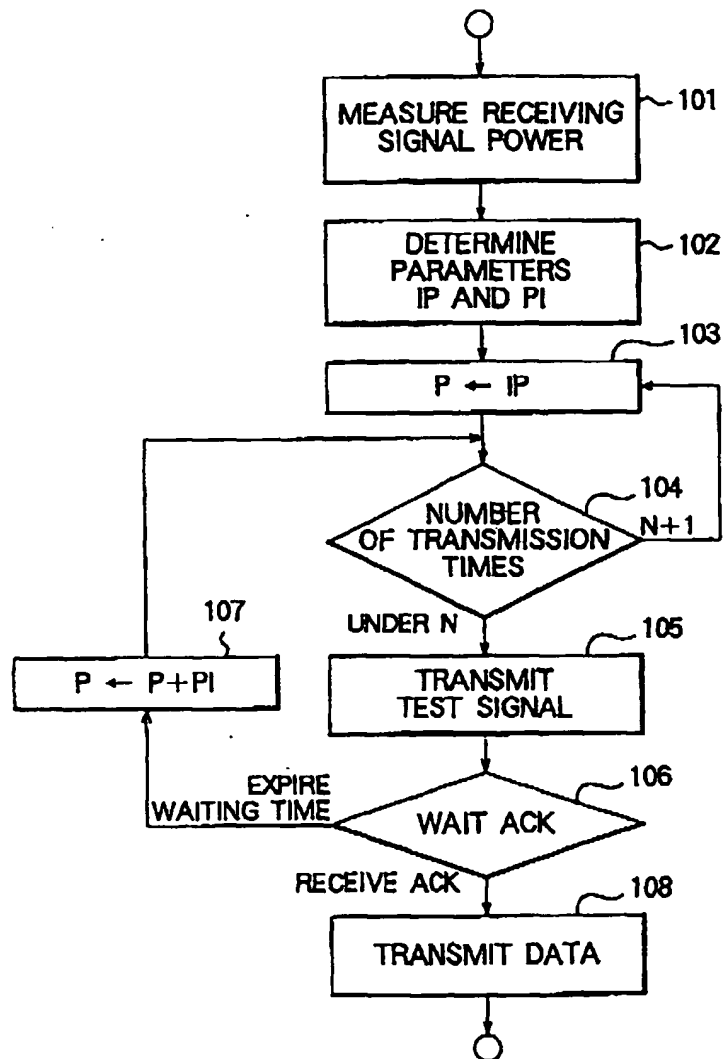 101
MEASURE RECEIVING
SIGNAL POWER
102
DETERMINE
PARAMETERS
IP AND PI
103
P ← IP
104
NUMBER
OF TRANSMISSION
TIMES
N+1
UNDER N
107
P ← P+PI
105
TRANSMIT
TEST SIGNAL
EXPIRE
WAITING TIME
106
WAIT ACK
RECEIVE ACK
108
TRANSMIT DATA